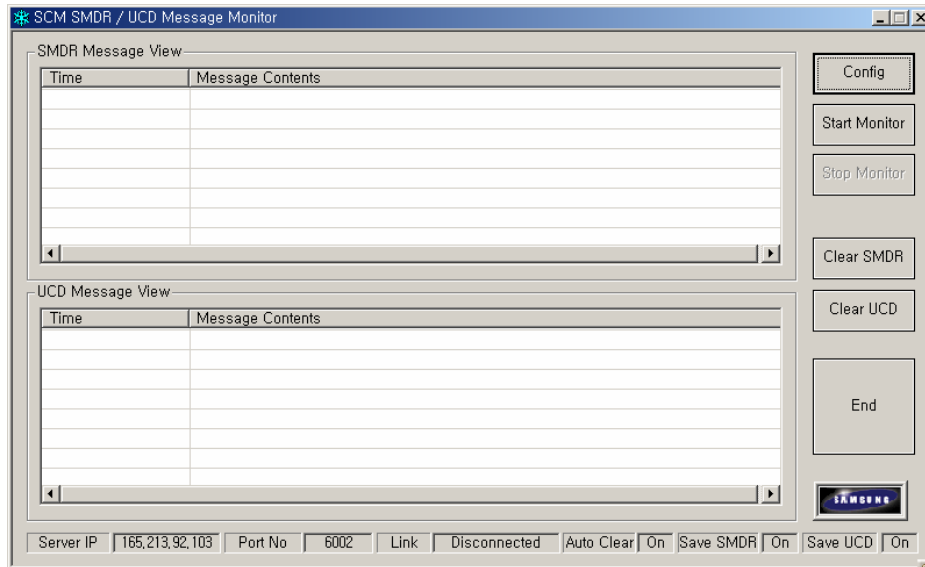 SCM SMDR / UCD Message Monitor
SMDR Message View
Time Message Contents
Config
Start Monitor
Stop Monitor
Clear SMDR
UCD Message View
Time Message Contents
Clear UCD
End
SAMSUNG
Server IP 165,213,92,103 Port No 6002 Link Disconnected Auto Clear On Save SMDR On Save UCD On